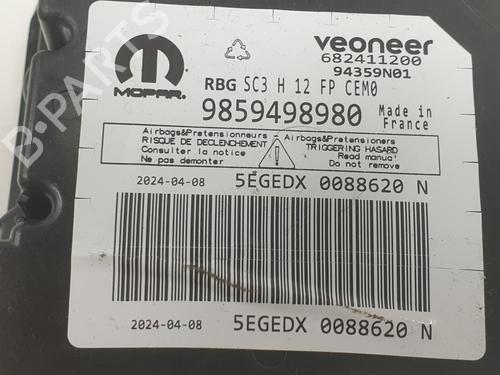 MOPAR.
veoneer
682411200
94359N01
RBG SC3 H 12 FP CEM0
9859498980
Made in
France
Airbags&Pretensionneurs - Airbags&Pretensioners
RISQUE DE DECLENCHEMENT
Consulter la notice
Ne pas demonter
TRIGGERING HASARD
Read manual
Do not remove
2024-04-08
5EGEDX 0088620 N
2024-04-08
5EGEDX 0088620 N
B-PARTS